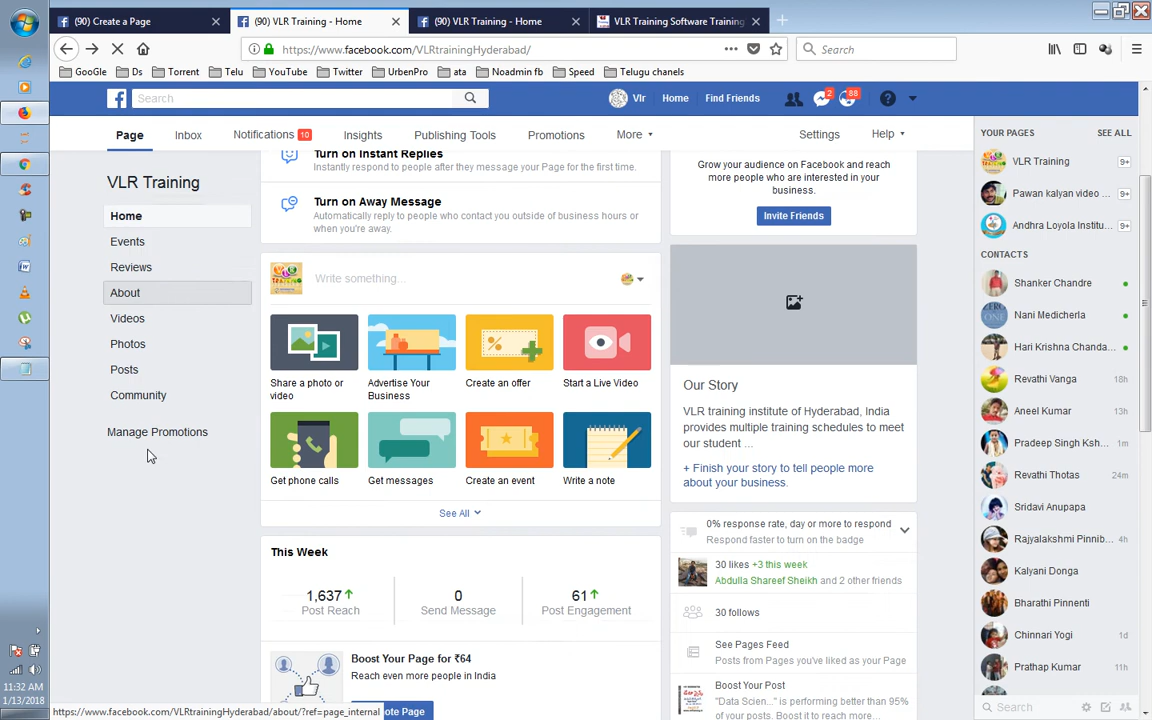 (90) Create a Page
(90) VLR Training - Home
(90) VLR Training - Home
VLR Training Software Training
https://www.facebook.com/VLRtrainingHyderabad/
Search
GooGle
Ds
Torrent
Telu
YouTube
Twitter
UrbenPro
ata
Noadmin fb
Speed
Telugu chanels
Search
Vlr
Home
Find Friends
2
88
Page
Inbox
Notifications 10
Insights
Publishing Tools
Promotions
More
Settings
Help
VLR Training
Home
Events
Reviews
About
Videos
Photos
Posts
Community
Manage Promotions
Turn on Instant Replies
Instantly respond to people after they message your Page for the first time.
Turn on Away Message
Automatically reply to people who contact you outside of business hours or
when you're away.
Write something...
Share a photo or
video
Advertise Your
Business
Create an offer
Start a Live Video
Get phone calls
Get messages
Create an event
Write a note
See All
This Week
1,637
Post Reach
0
Send Message
61
Post Engagement
Boost Your Page for ₹64
Reach even more people in India
ote Page
Grow your audience on Facebook and reach
more people who are interested in your
business.
Invite Friends
Our Story
VLR training institute of Hyderabad, India
provides multiple training schedules to meet
our student ...
+ Finish your story to tell people more
about your business.
0% response rate, day or more to respond
Respond faster to turn on the badge
30 likes +3 this week
Abdulla Shareef Sheikh and 2 other friends
30 follows
See Pages Feed
Posts from Pages you've liked as your Page
Boost Your Post
"Data Scien..." is performing better than 95%
of your posts. Boost it to reach more...
YOUR PAGES
SEE ALL
VLR Training
9+
Pawan kalyan video ...
9+
Andhra Loyola Institu...
9+
CONTACTS
Shanker Chandre
Nani Medicherla
Hari Krishna Chanda...
Revathi Vanga
18h
Aneel Kumar
13h
Pradeep Singh Ksh...
1m
Revathi Thotas
24m
Sridavi Anupapa
Rajyalakshmi Pinnib...
4h
Kalyani Donga
Bharathi Pinnenti
Chinnari Yogi
1d
Prathap Kumar
11h
Search
11:32 AM
1/13/2018
https://www.facebook.com/VLRtrainingHyderabad/about/?ref=page_internal